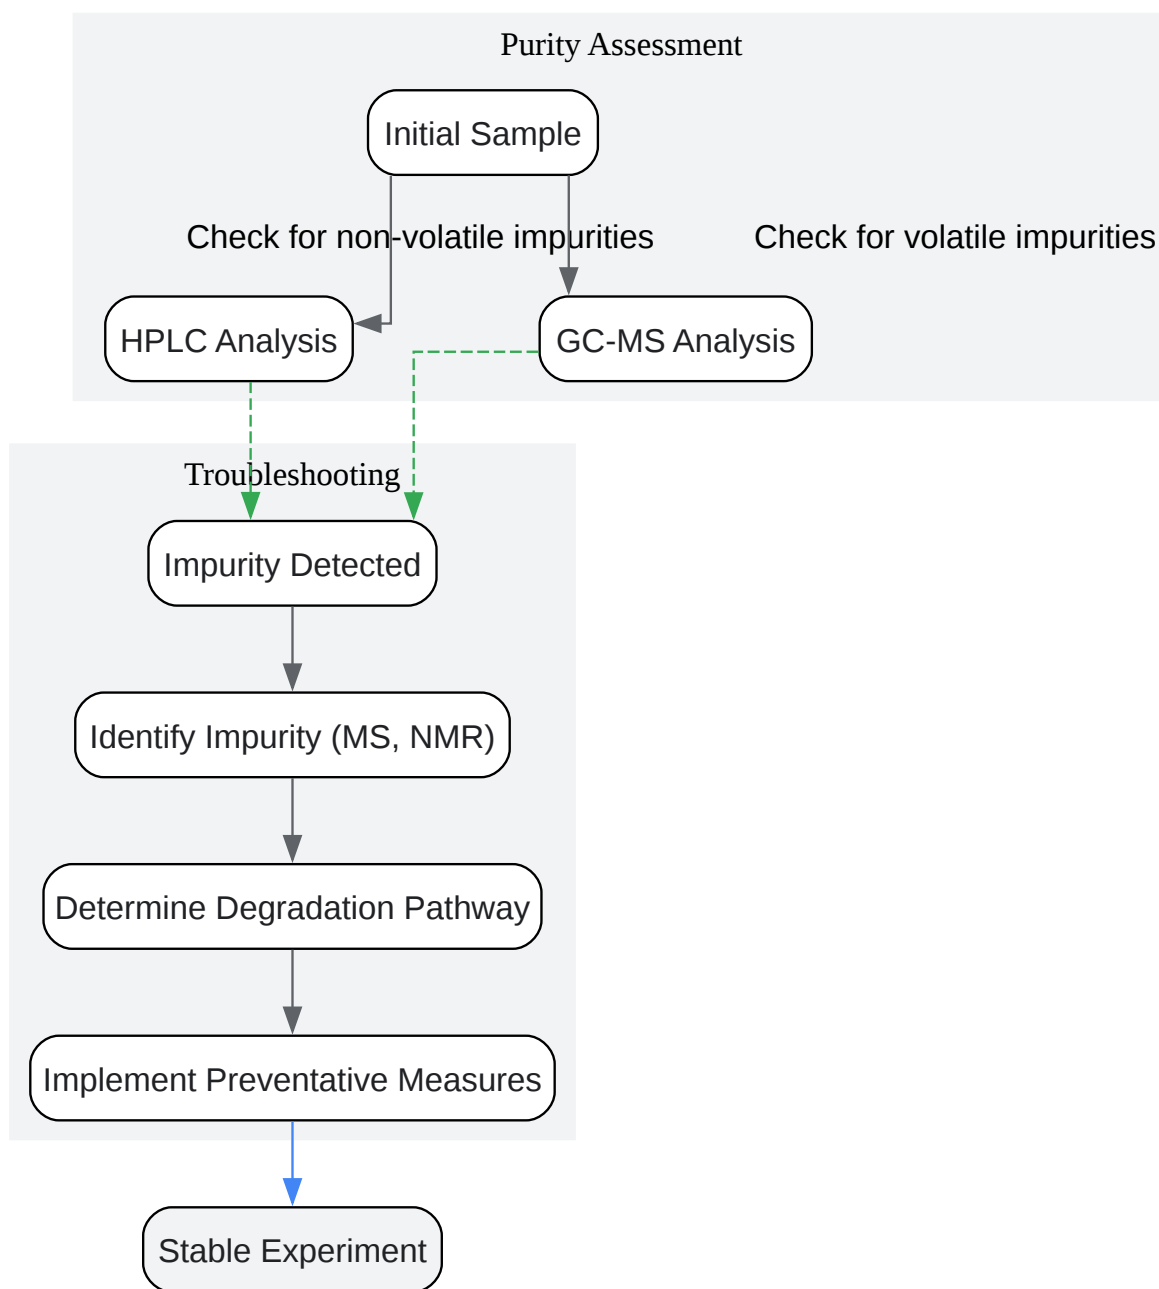 Purity Assessment
Initial Sample
Check for non-volatile impurities
Check for volatile impurities
HPLC Analysis
GC-MS Analysis
Troubleshooting
Impurity Detected
Identify Impurity (MS, NMR)
Determine Degradation Pathway
Implement Preventative Measures
Stable Experiment